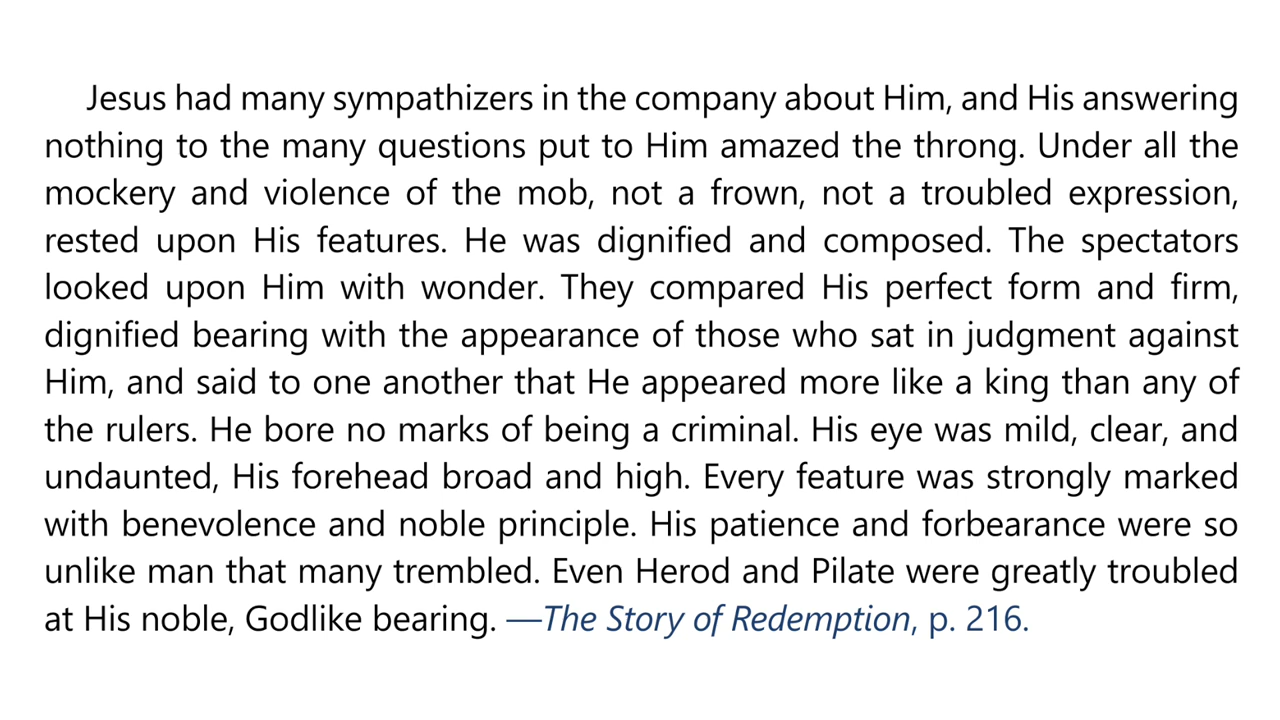 Jesus had many sympathizers in the company about Him, and His answering
nothing to the many questions put to Him amazed the throng. Under all the
mockery and violence of the mob, not a frown, not a troubled expression,
rested upon His features. He was dignified and composed. The spectators
looked upon Him with wonder. They compared His perfect form and firm,
dignified bearing with the appearance of those who sat in judgment against
Him, and said to one another that He appeared more like a king than any of
the rulers. He bore no marks of being a criminal. His eye was mild, clear, and
undaunted, His forehead broad and high. Every feature was strongly marked
with benevolence and noble principle. His patience and forbearance were so
unlike man that many trembled. Even Herod and Pilate were greatly troubled
at His noble, Godlike bearing. —The Story of Redemption, p. 216.